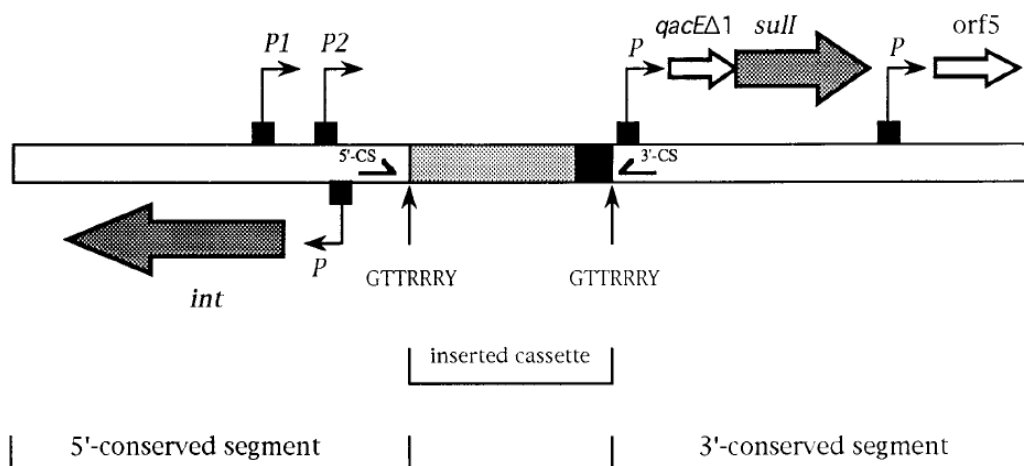 P1 P2 P qacEΔ1 sulI P orf5
5'-CS 3'-CS
P
int
GTTRRRY GTTRRRY
inserted cassette
5'-conserved segment 3'-conserved segment